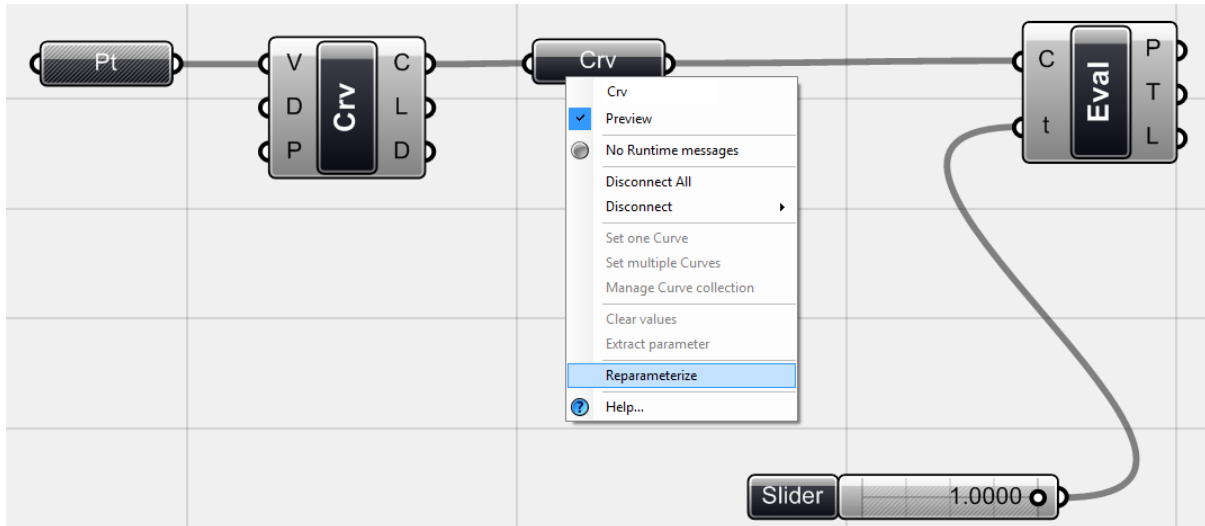 Pt
V
D
P
Crv
C
L
D
Crv
C
t
Eval
P
T
L
Crv
Preview
No Runtime messages
Disconnect All
Disconnect
Set one Curve
Set multiple Curves
Manage Curve collection
Clear values
Extract parameter
Reparameterize
? Help...
Slider 1.0000